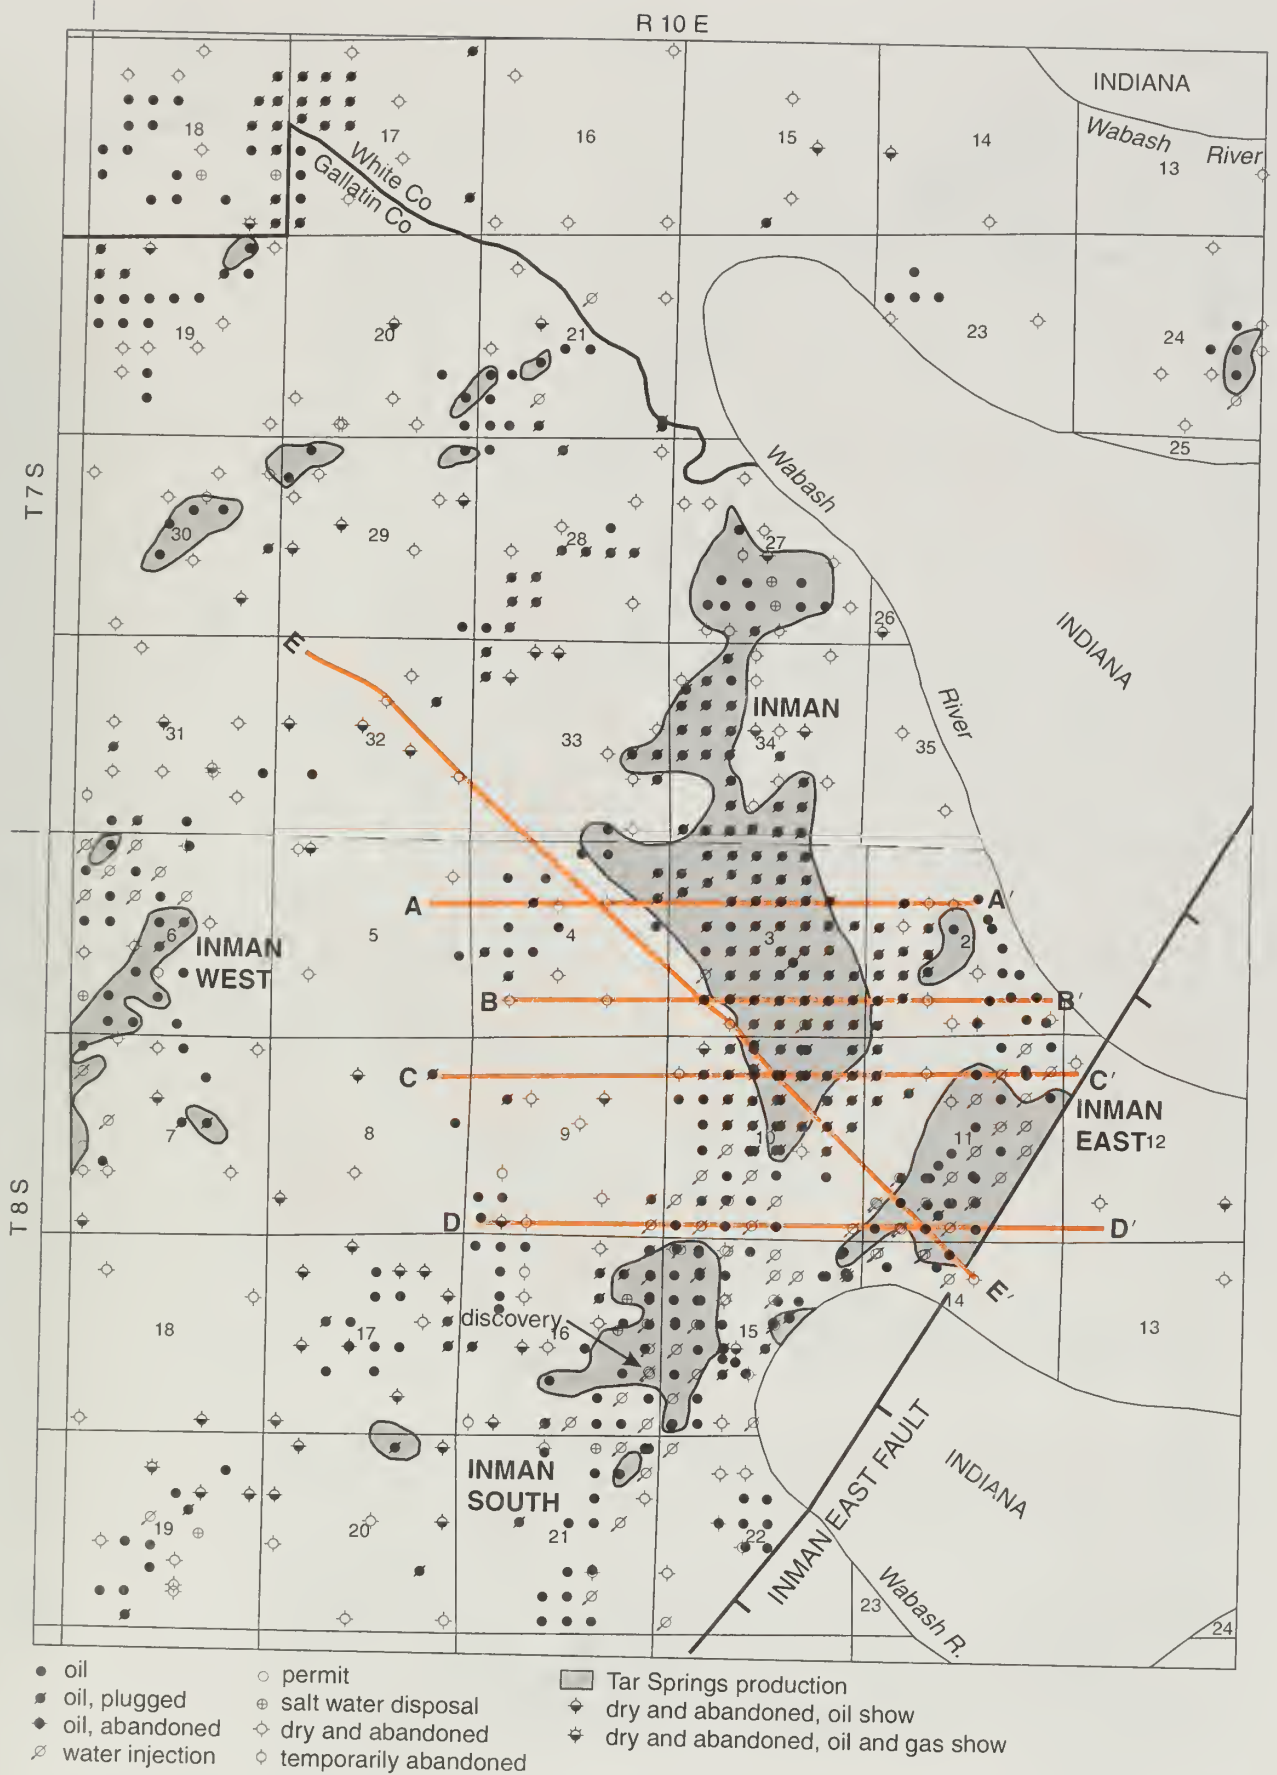 R 10 E
INDIANA
Wabash River
18
17
16
15
14
13
White Co
Gallatin Co
19
20
21
23
24
25
T 7 S
Wabash
30
29
28
27
26
INDIANA
E
INMAN
River
31
32
33
34
35
A
A′
6
5
4
3
2
INMAN
WEST
B
B′
C
C′
INMAN
EAST 12
7
8
9
10
11
T 8 S
D
D′
E′
14
18
17
discovery
16
15
13
INMAN
SOUTH
INMAN EAST FAULT
INDIANA
19
20
21
22
23
Wabash R.
24
oil
oil, plugged
oil, abandoned
water injection
permit
salt water disposal
dry and abandoned
temporarily abandoned
Tar Springs production
dry and abandoned, oil show
dry and abandoned, oil and gas show